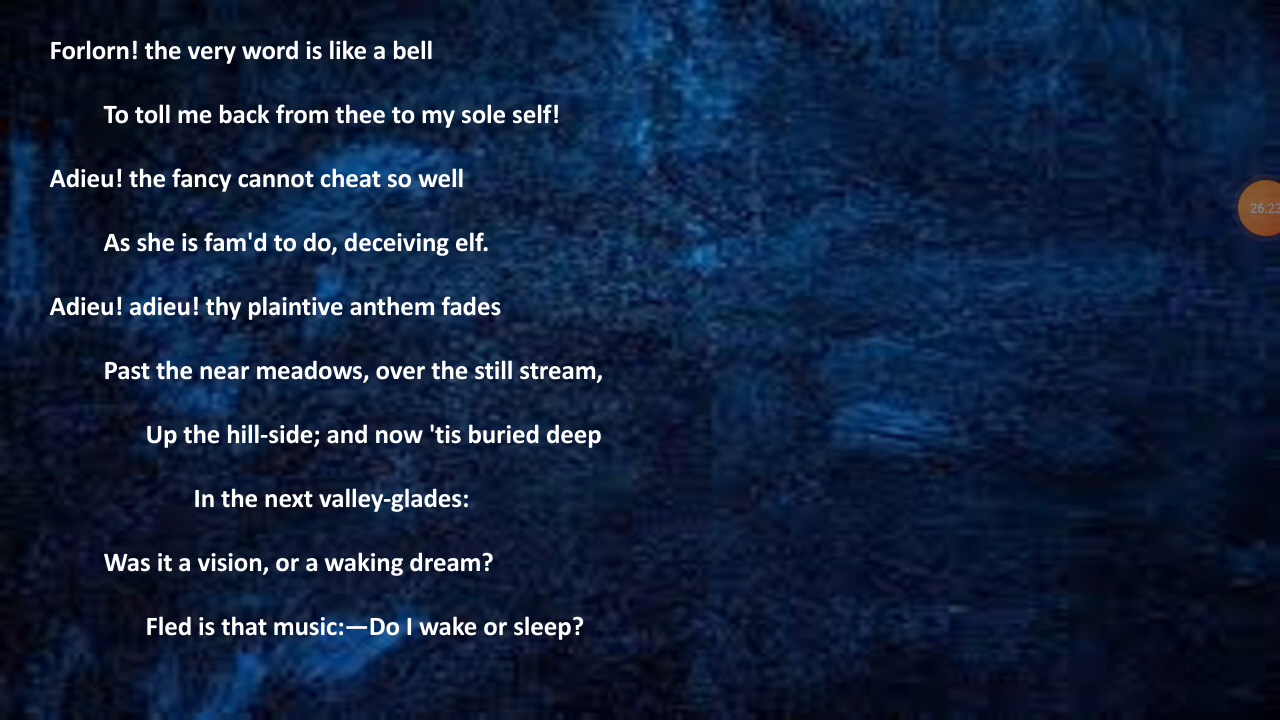 Forlorn! the very word is like a bell
To toll me back from thee to my sole self!
Adieu! the fancy cannot cheat so well
As she is fam'd to do, deceiving elf.
Adieu! adieu! thy plaintive anthem fades
Past the near meadows, over the still stream,
Up the hill-side; and now 'tis buried deep
In the next valley-glades:
Was it a vision, or a waking dream?
Fled is that music:—Do I wake or sleep?
26:23